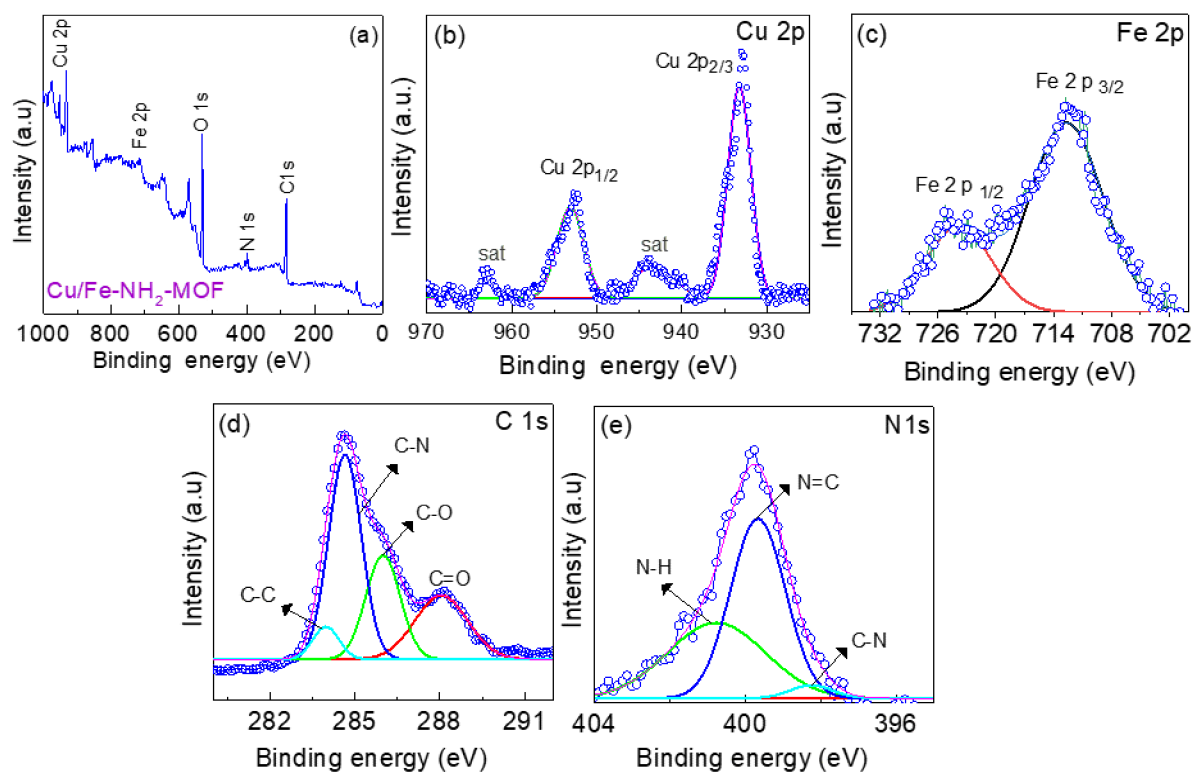 (a)
Cu 2p
Fe 2p
O 1s
N 1s
C1s
Cu/Fe-NH2-MOF
Intensity (a.u)
1000 800 600 400 200 0
Binding energy (eV)
(b)
Cu 2p
Cu 2p2/3
Cu 2p1/2
sat
sat
Intensity (a.u.)
970 960 950 940 930
Binding energy (eV)
(c)
Fe 2p
Fe 2 p 3/2
Fe 2 p 1/2
Intensity (a.u)
732 726 720 714 708 702
Binding energy (eV)
(d)
C 1s
C-N
C-O
C=O
C-C
Intensity (a.u)
282 285 288 291
Binding energy (eV)
(e)
N1s
N=C
N-H
C-N
Intensity (a.u)
404 400 396
Binding energy (eV)